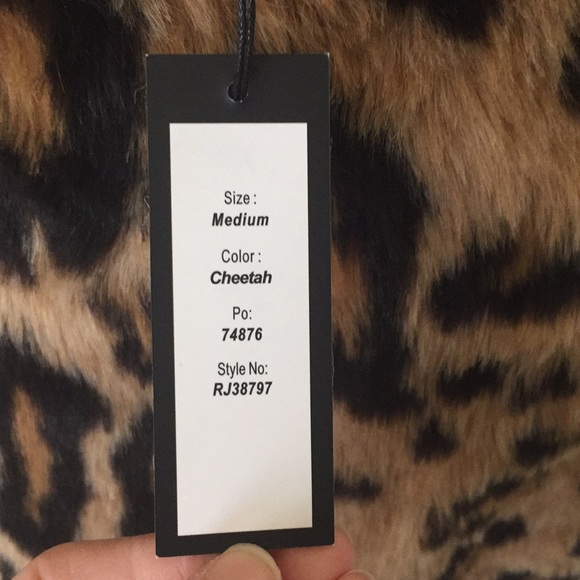 Size :
Medium
Color :
Cheetah
Po:
74876
Style No:
RJ38797